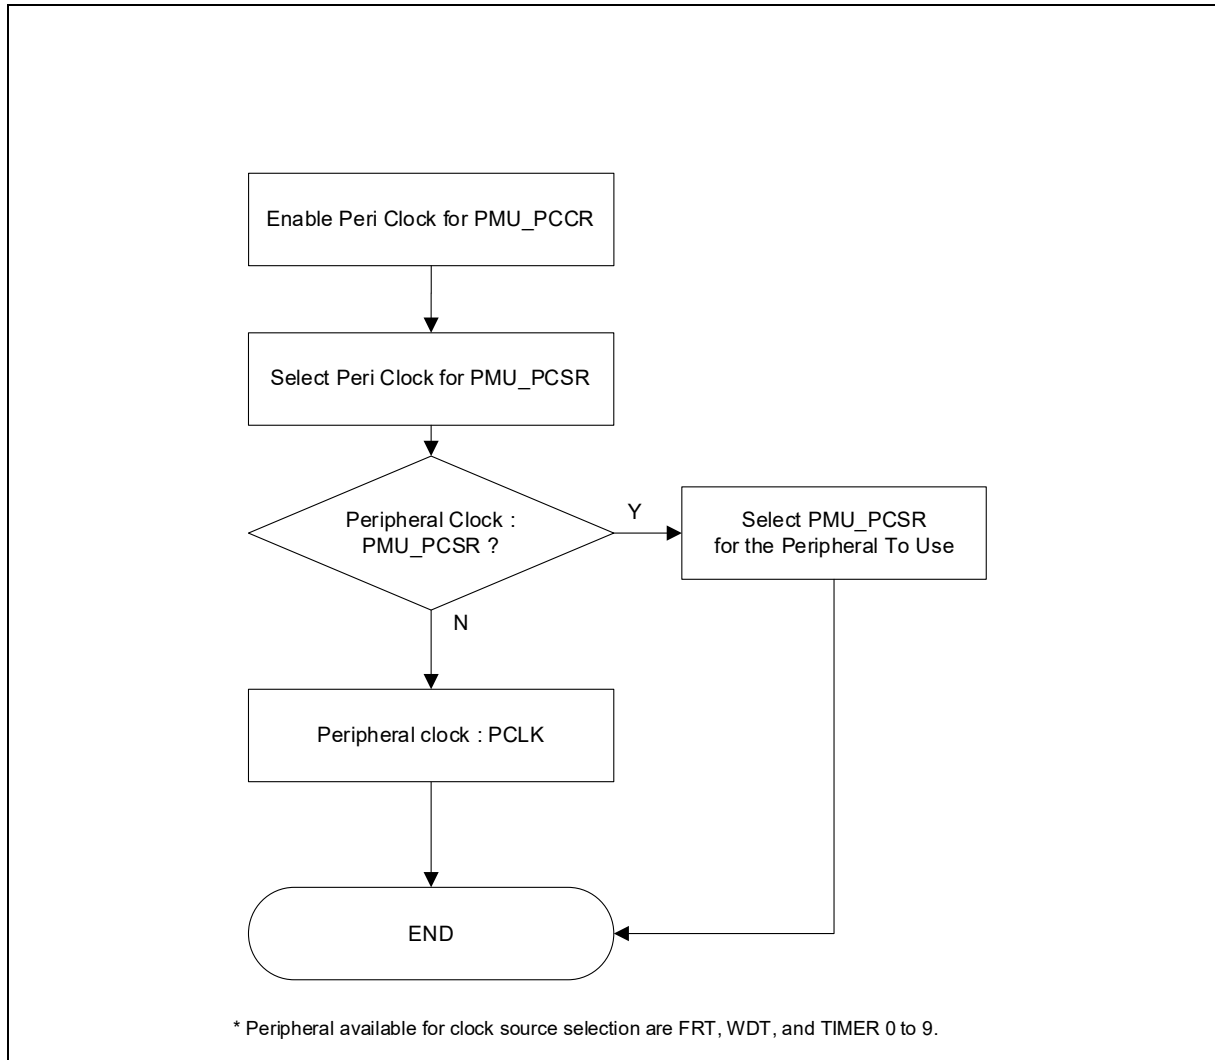 Enable Peri Clock for PMU_PCCR
Select Peri Clock for PMU_PCSR
Peripheral Clock :
PMU_PCSR ?
Y
Select PMU_PCSR
for the Peripheral To Use
N
Peripheral clock : PCLK
END
* Peripheral available for clock source selection are FRT, WDT, and TIMER 0 to 9.